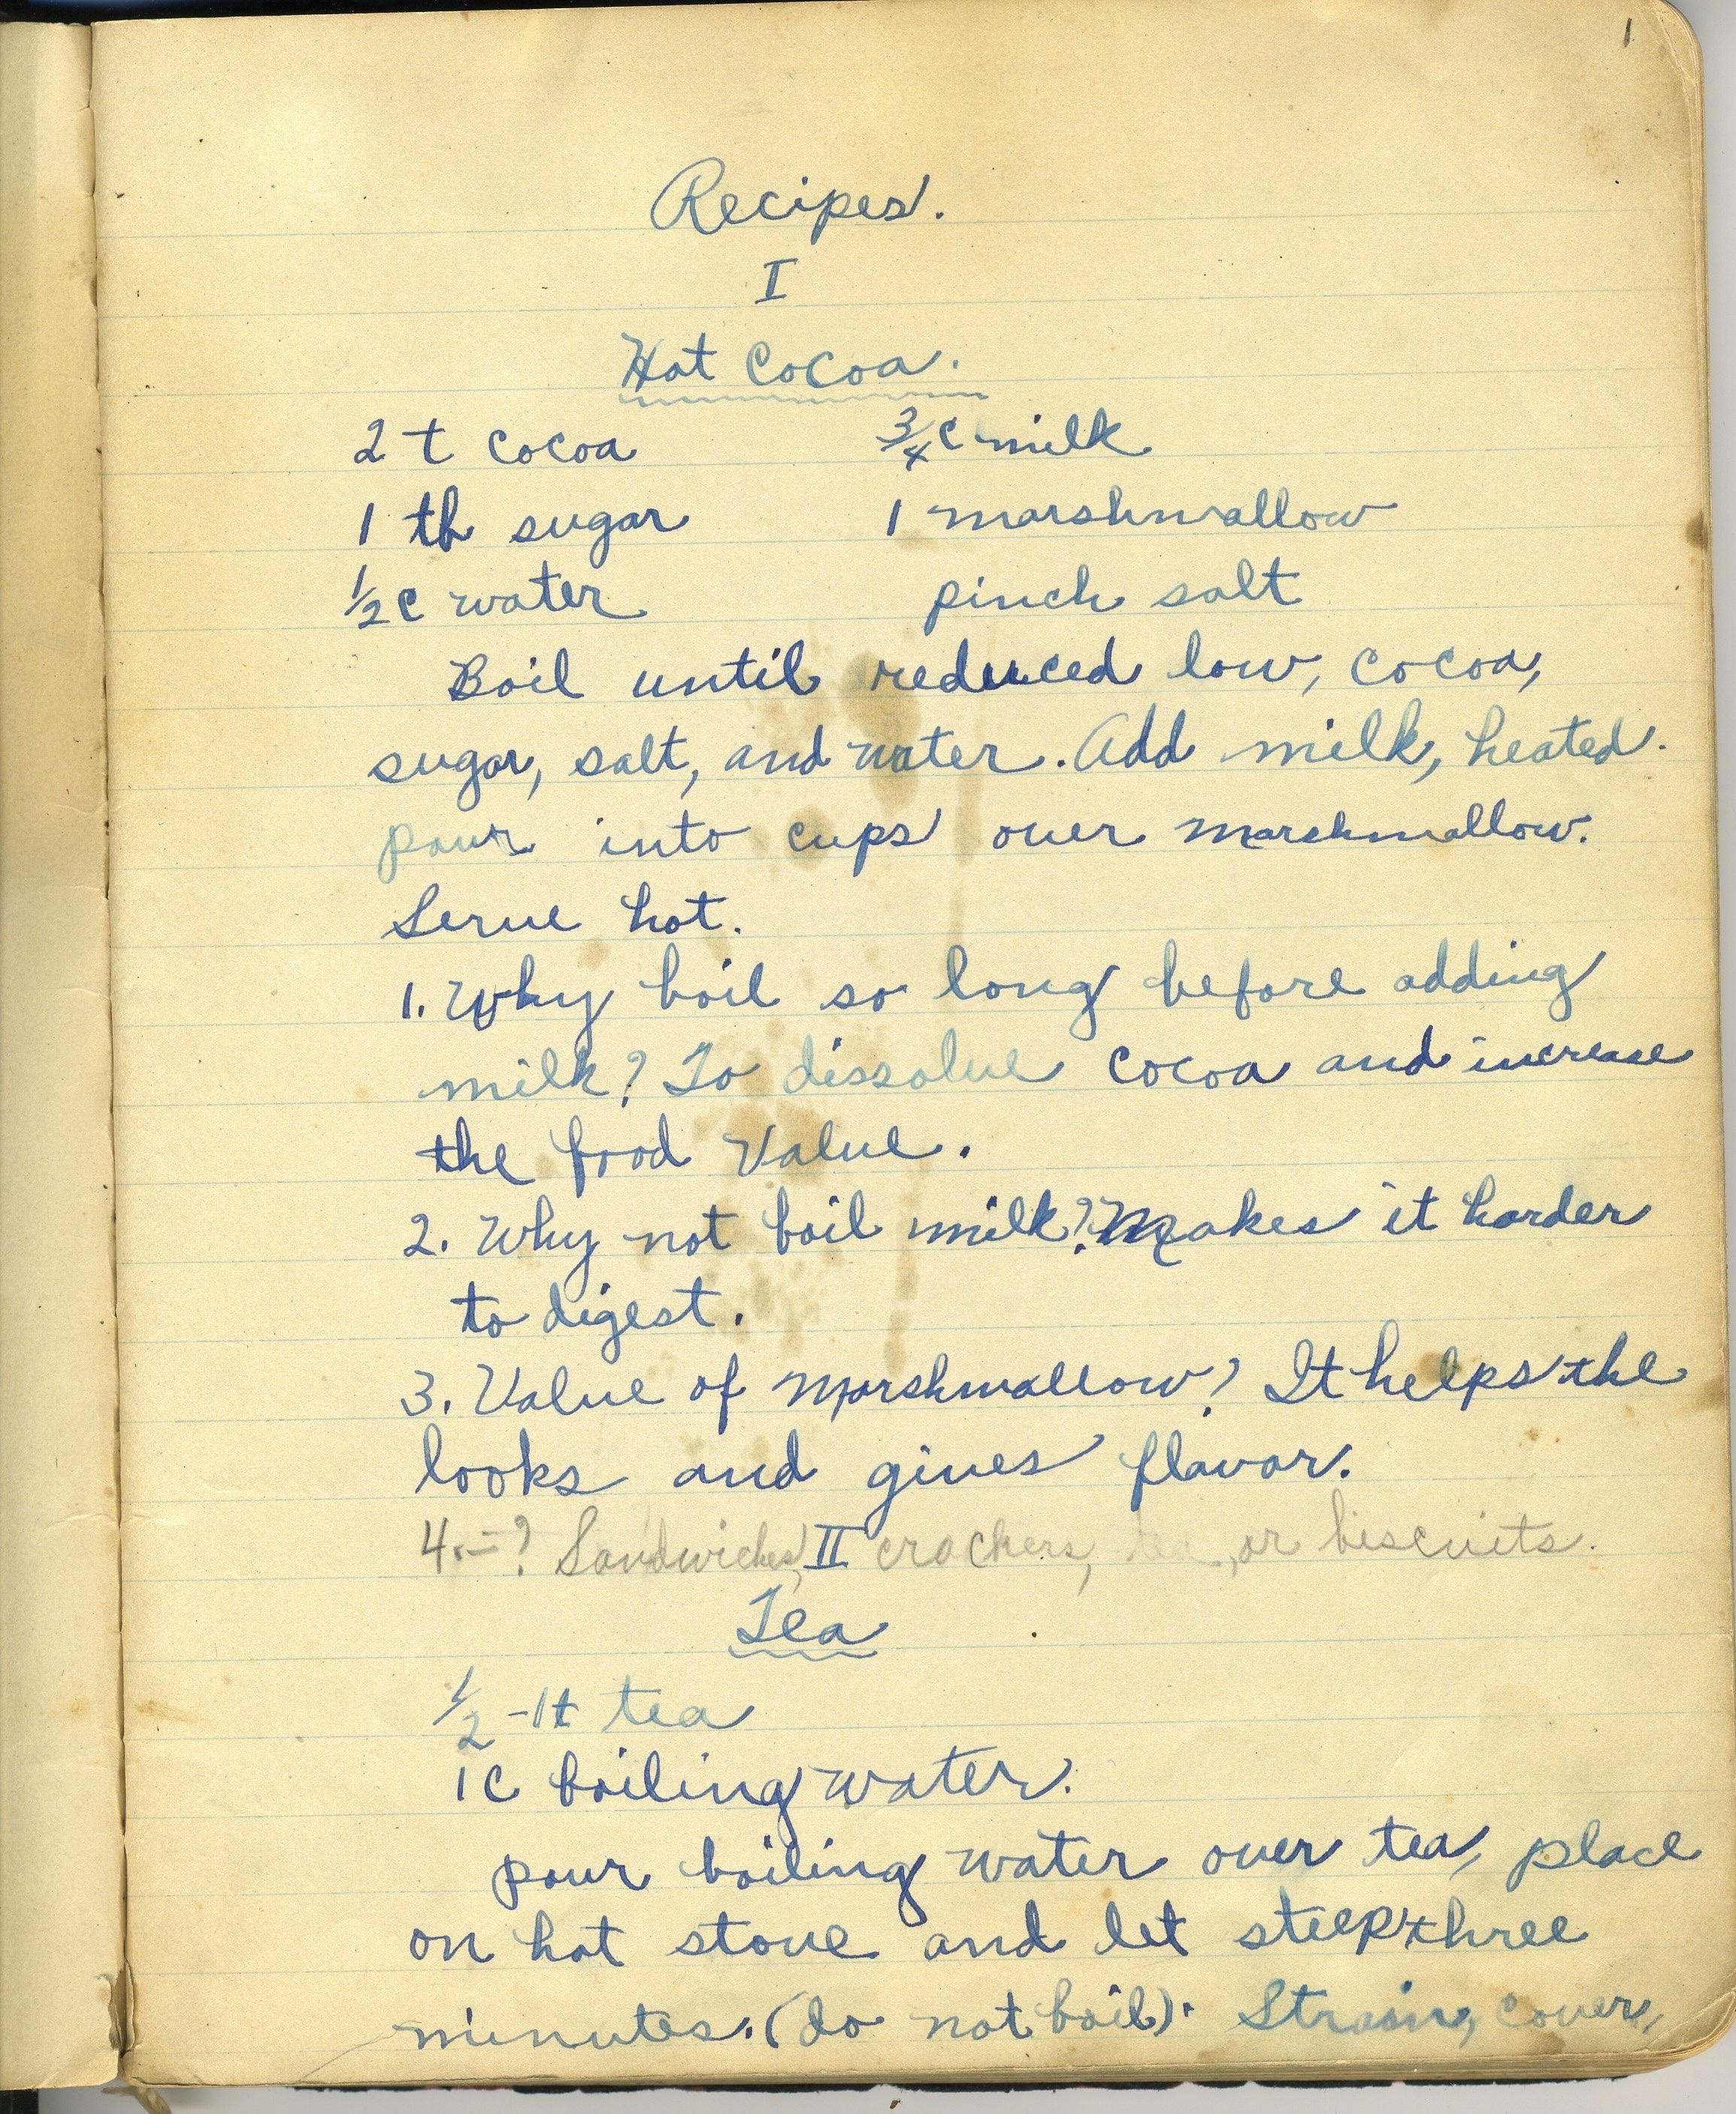 1
Recipes.
I
Hot Cocoa.
2 t cocoa ¾ c milk
1 tb sugar 1 marshmallow
½ c water pinch salt
Boil until reduced low, cocoa,
sugar, salt, and water. Add milk, heated.
pour into cups over marshmallow.
Serve hot.
1. Why boil so long before adding
milk? To dissolve cocoa and increase
the food value.
2. Why not boil milk? Makes it harder
to digest.
3. Value of marshmallow? It helps the
looks and gives flavor.
4. - ? Sandwiches, II crackers, or biscuits.
Tea
½ - 1t tea
1 c boiling water.
pour boiling water over tea, place
on hot stove and let steep three
minutes. (do not boil). Strain, cover,